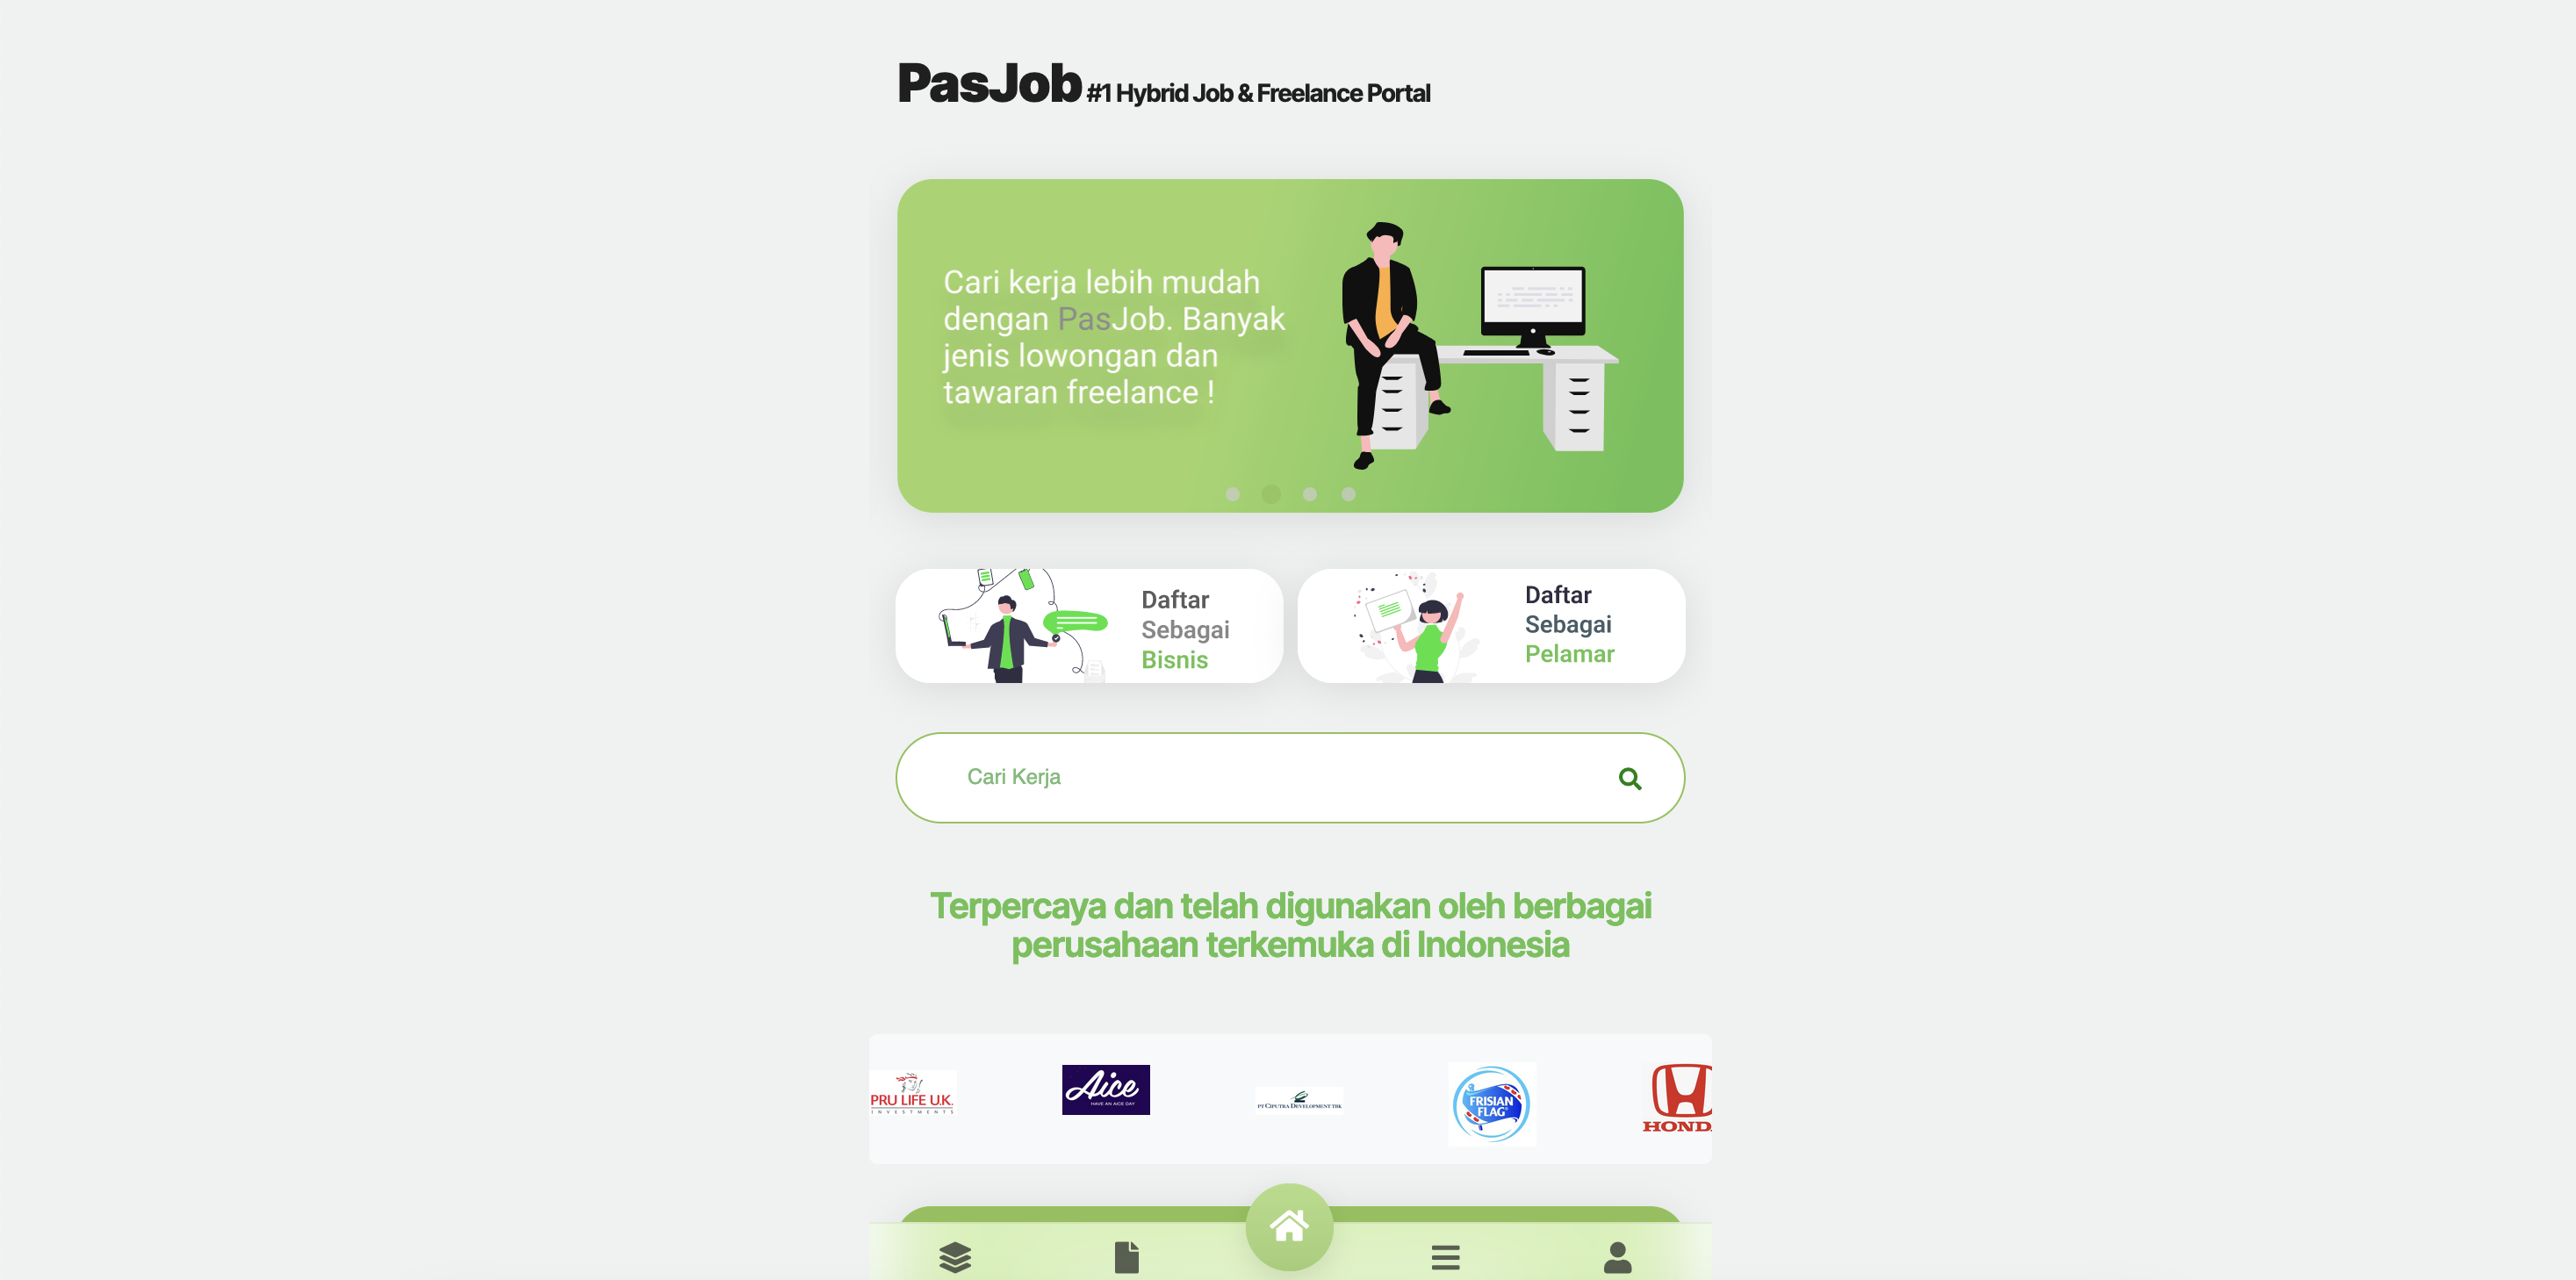 PasJob #1 Hybrid Job & Freelance Portal
Cari kerja lebih mudah
dengan PasJob. Banyak
jenis lowongan dan
tawaran freelance !
Daftar
Sebagai
Bisnis
Daftar
Sebagai
Pelamar
Cari Kerja
Terpercaya dan telah digunakan oleh berbagai
perusahaan terkemuka di Indonesia
PRU LIFE U.K.
INVESTMENTS
Aice
HAVE AN AICE DAY
PT CIPUTRA DEVELOPMENT TBK
FRISIAN
FLAG
HOND